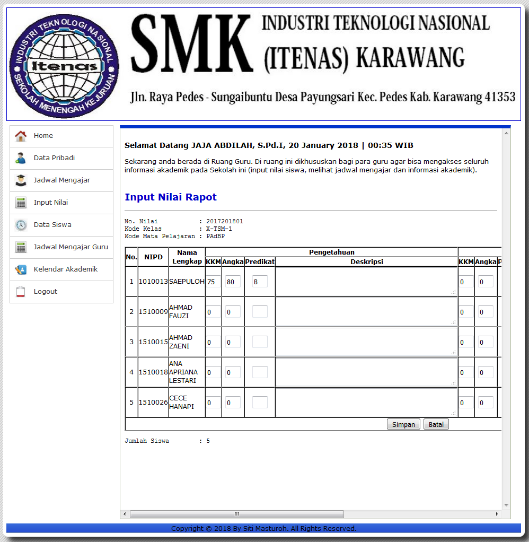 INDUSTRI TEKNOLOGI NASIONAL
SMK
(ITENAS) KARAWANG
Jln. Raya Pedes - Sungaibuntu Desa Payungsari Kec. Pedes Kab. Karawang 41353
INDUSTRI TEKNOLOGI NASIONAL
Itenas
SEKOLAH MENENGAH KEJURUAN
Home
Data Pribadi
Jadwal Mengajar
Input Nilai
Data Siswa
Jadwal Mengajar Guru
Kelendar Akademik
Logout
Selamat Datang JAJA ABDILAH, S.Pd.I, 20 January 2018 | 00:35 WIB
Sekarang anda berada di Ruang Guru. Di ruang ini dikhususkan bagi para guru agar bisa mengakses seluruh
informasi akademik pada Sekolah ini (input nilai siswa, melihat jadwal mengajar dan informasi akademik).
Input Nilai Rapot
No. Nilai : 2017201801
Kode Kelas : X-TSM-1
Kode Mata Pelajaran : PAdBP
No. NIPD Nama Lengkap Pengetahuan
KKM Angka Predikat Deskripsi KKM Angka P
1 1010013 SAEPULOH 75 80 B 0 0
2 1510009 AHMAD FAUZI 0 0 0 0
3 1510015 AHMAD ZAENI 0 0 0 0
4 1510018 ANA APRIANA LESTARI 0 0 0 0
5 1510026 CECE HANAPI 0 0 0 0
Simpan Batal
Jumlah Siswa : 5
Copyright © 2018 By Siti Masturoh. All Rights Reserved.